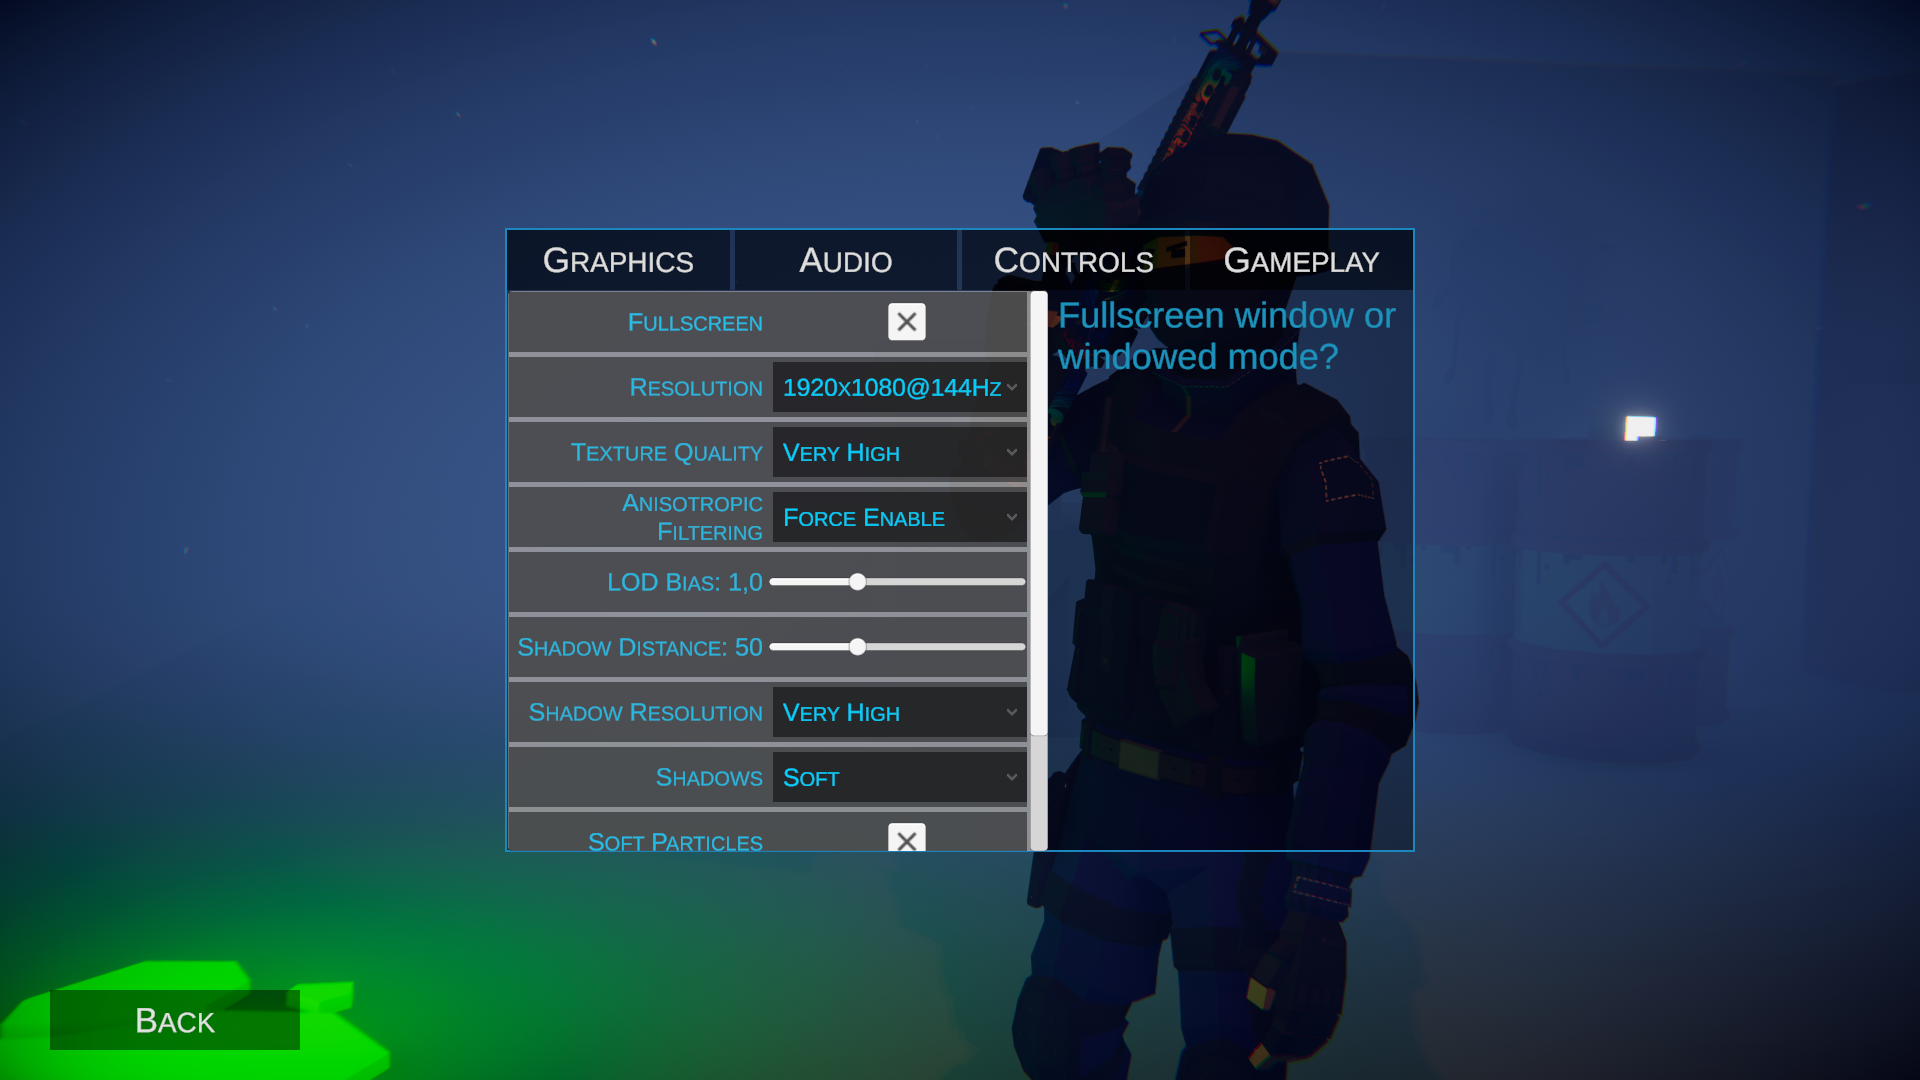 Graphics Audio Controls Gameplay
Fullscreen
Fullscreen window or
windowed mode?
Resolution 1920x1080@144Hz
Texture Quality Very High
Anisotropic
Filtering
Force Enable
LOD Bias: 1,0
Shadow Distance: 50
Shadow Resolution Very High
Shadows Soft
Soft Particles
Back